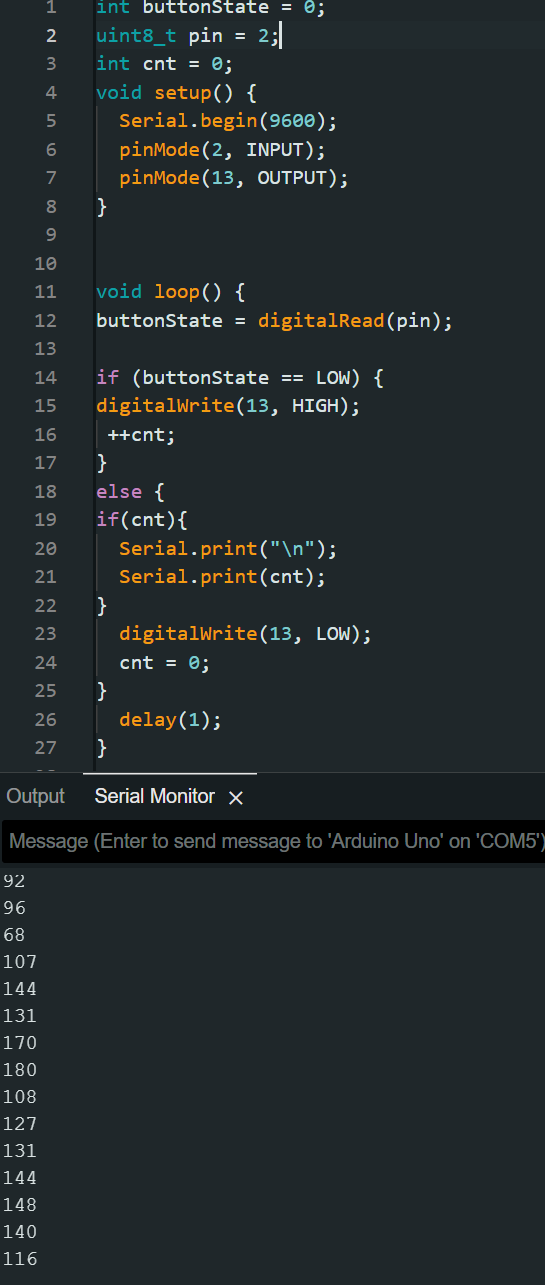 1 int buttonState = 0;
2 uint8_t pin = 2;
3 int cnt = 0;
4 void setup() {
5 Serial.begin(9600);
6 pinMode(2, INPUT);
7 pinMode(13, OUTPUT);
8 }
9
10
11 void loop() {
12 buttonState = digitalRead(pin);
13
14 if (buttonState == LOW) {
15 digitalWrite(13, HIGH);
16 ++cnt;
17 }
18 else {
19 if(cnt){
20 Serial.print("\n");
21 Serial.print(cnt);
22 }
23 digitalWrite(13, LOW);
24 cnt = 0;
25 }
26 delay(1);
27 }
Output Serial Monitor ×
Message (Enter to send message to 'Arduino Uno' on 'COM5')
92
96
68
107
144
131
170
180
108
127
131
144
148
140
116